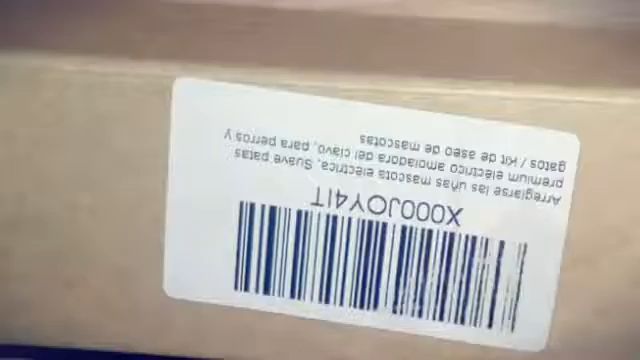 X000JOY4IT
Arreglarse las uñas mascota eléctrica, Suave patas
premium eléctrico amoladora del clavo, para perros y
gatos / Kit de aseo de mascotas